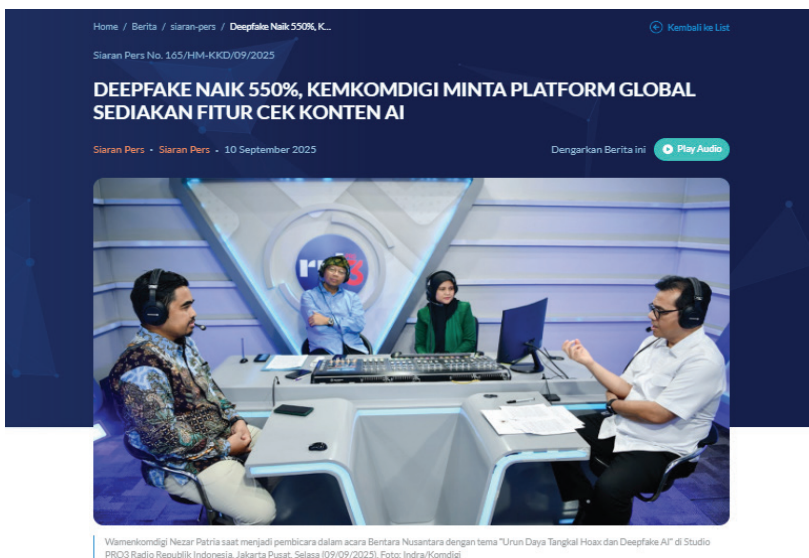 Home / Berita / siaran-pers / Deepfake Naik 550%, K...
Kembali ke List
Siaran Pers No. 165/HM-KKD/09/2025
DEEPFAKE NAIK 550%, KEMKOMDIGI MINTA PLATFORM GLOBAL
SEDIAKAN FITUR CEK KONTEN AI
Siaran Pers • Siaran Pers • 10 September 2025
Dengarkan Berita ini
Play Audio
Wamenkomdigi Nezar Patria saat menjadi pembicara dalam acara Bentara Nusantara dengan tema "Urun Daya Tangkal Hoax dan Deepfake AI" di Studio
PRO3 Radio Republik Indonesia, Jakarta Pusat, Selasa (09/09/2025). Foto: Indra/Komdigi